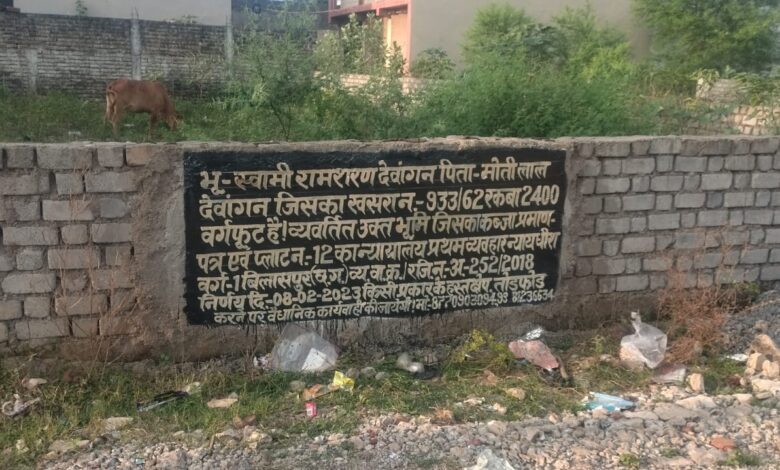 भू-स्वामी रामशरण देवांगन पिता-मोती लाल
देवांगन जिसका खसरा न.-933/62 रकबा 2400
वर्गफूट है। व्यवर्तित उक्त भूमि जिसका कब्जा प्रमाण-
पत्र एवं प्लाट न.-12 का न्यायालय प्रथम व्यवहार न्यायधीश
वर्ग-1 बिलासपुर (छ.ग.) व्य.वा.क्र./रजि.न.-अ-252/2018
निर्णय दि.-08-02-2023 किसी प्रकार के हस्तक्षेप, तोडफोड
करने पर वैधानिक कार्यवाही की जायेगी। मो.-